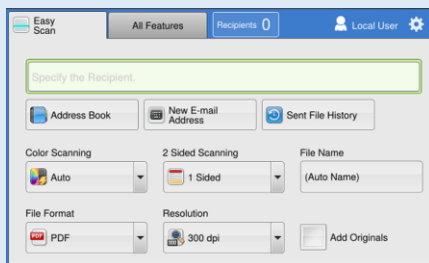 Easy
Scan
All Features
Recipients 0
Local User
Specify the Recipient.
Address Book
New E-mail
Address
Sent File History
Color Scanning
2 Sided Scanning
File Name
Auto
1 Sided
(Auto Name)
File Format
Resolution
PDF
PDF
300 dpi
Add Originals